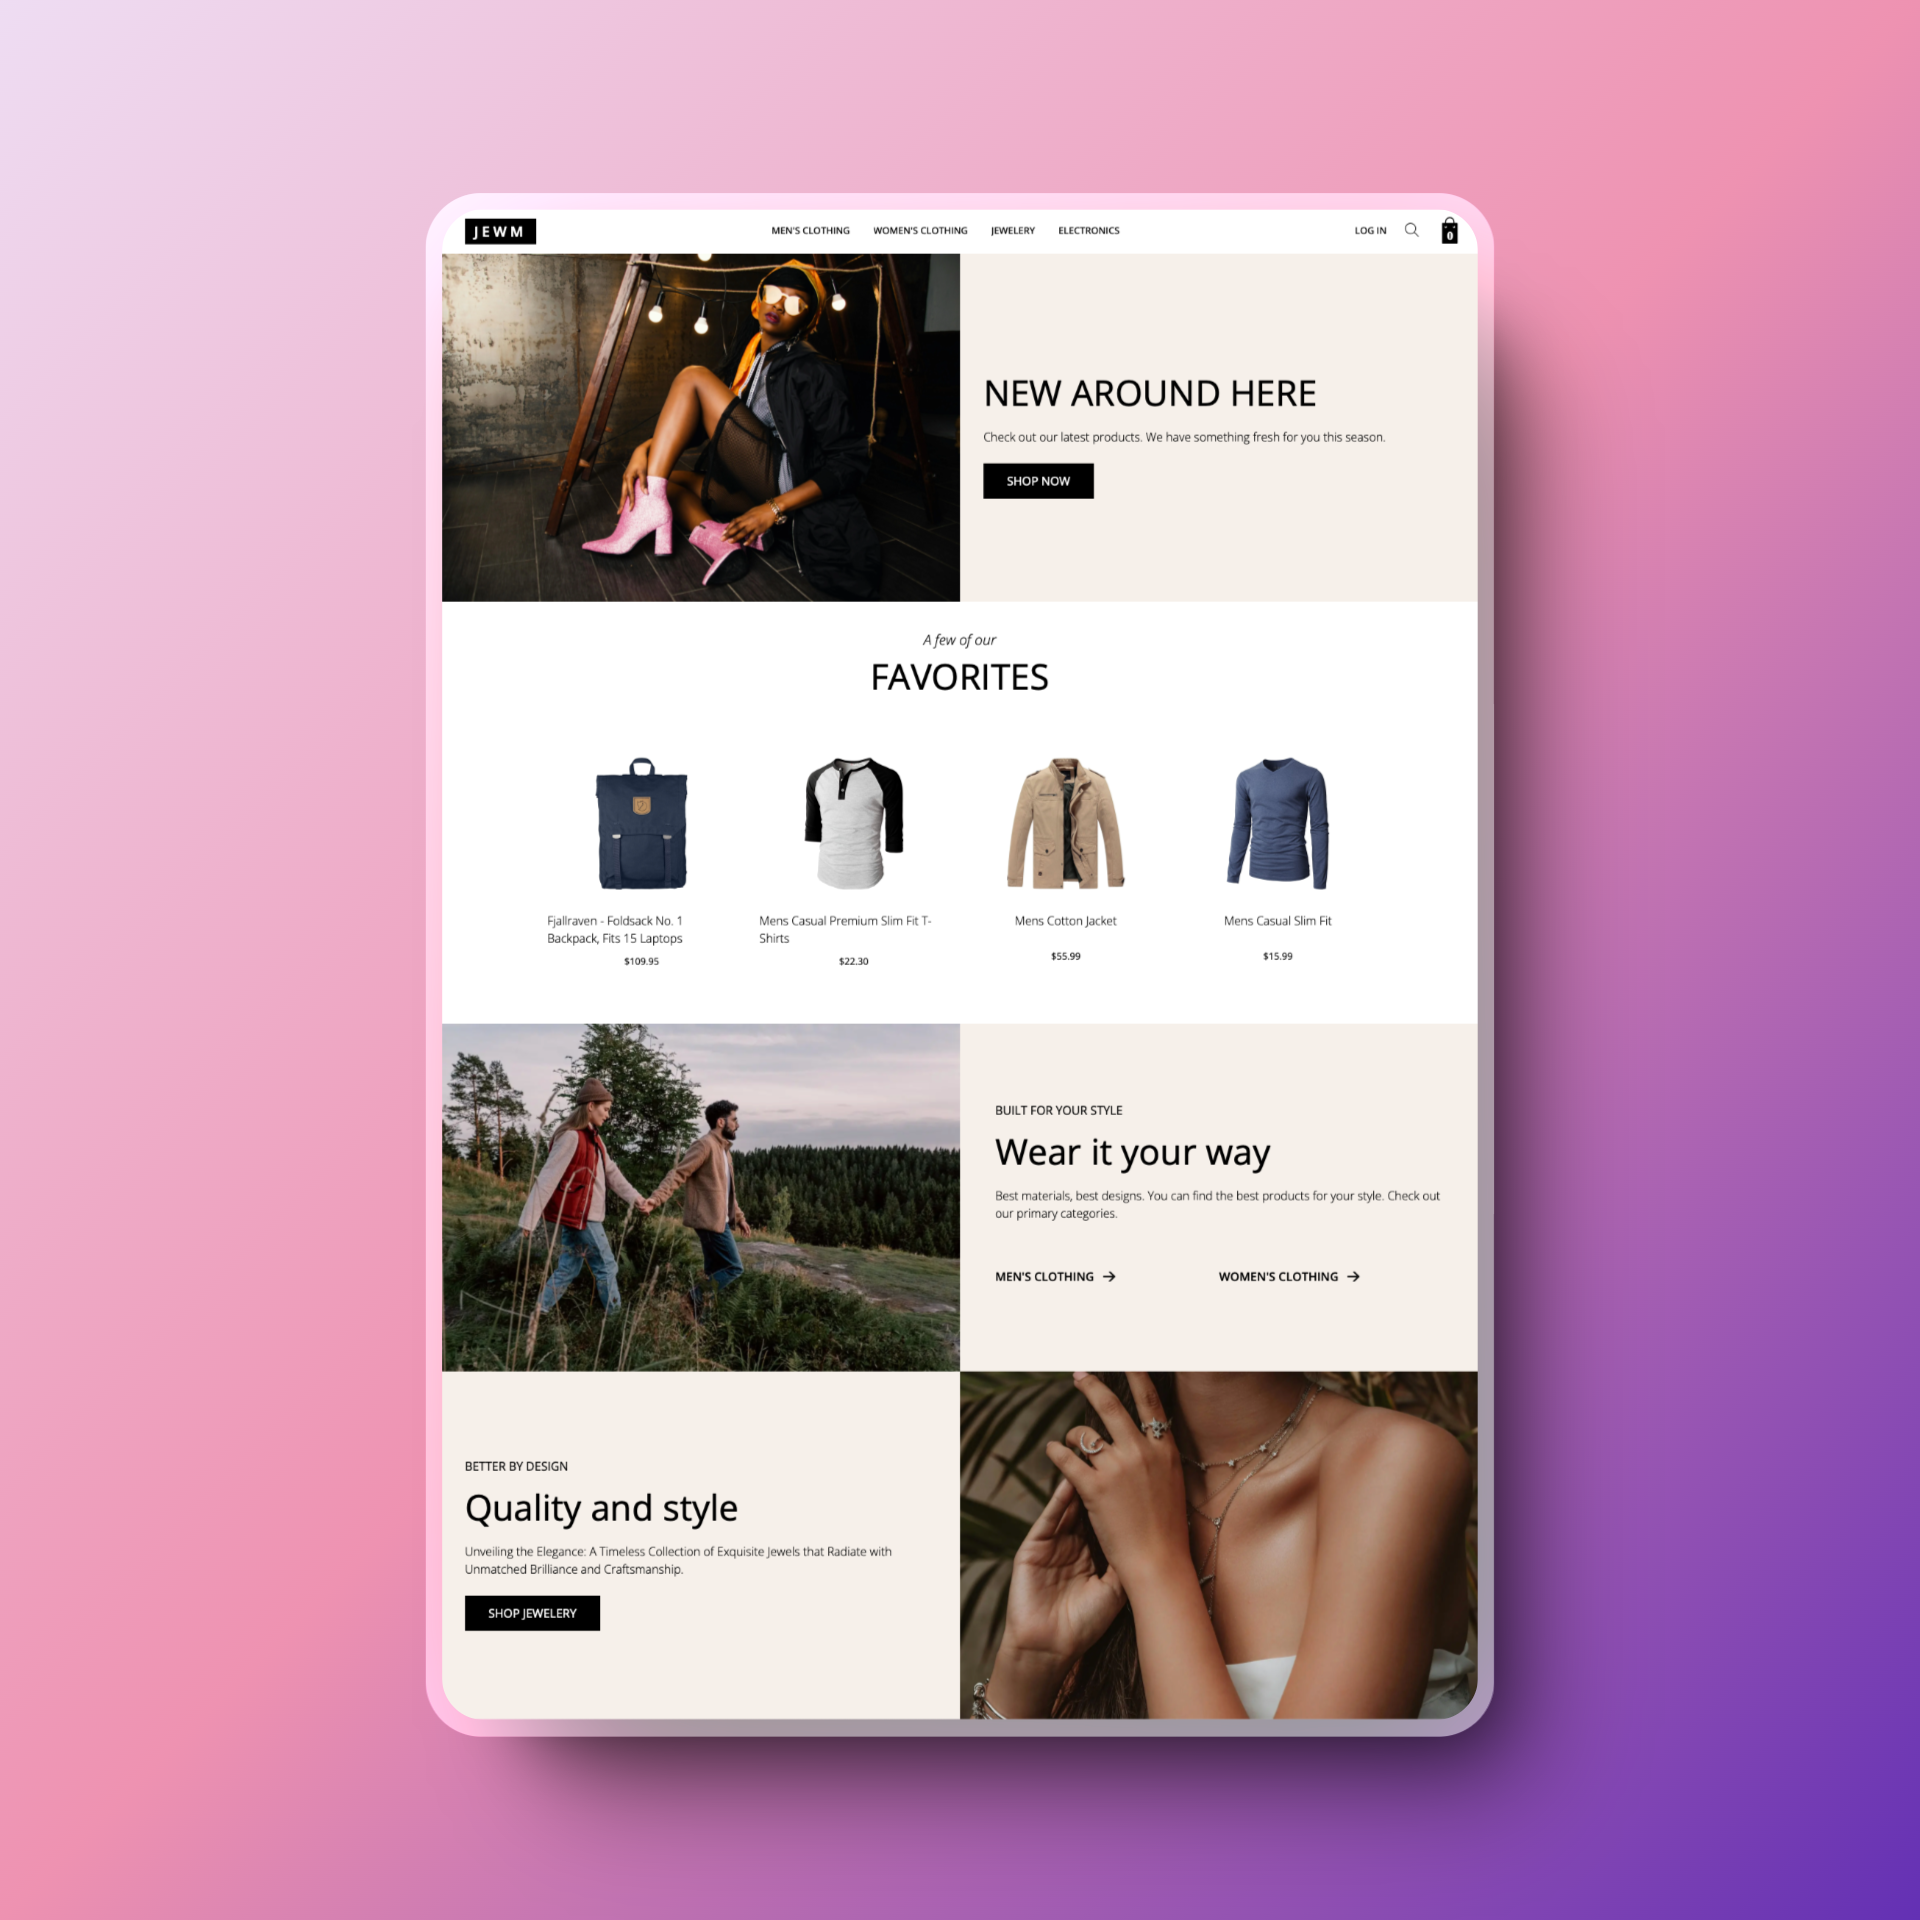 JEWM
MEN'S CLOTHING WOMEN'S CLOTHING JEWELERY ELECTRONICS
LOG IN
0
NEW AROUND HERE
Check out our latest products. We have something fresh for you this season.
SHOP NOW
A few of our
FAVORITES
Fjallraven - Foldsack No. 1
Backpack, Fits 15 Laptops
$109.95
Mens Casual Premium Slim Fit T-
Shirts
$22.30
Mens Cotton Jacket
$55.99
Mens Casual Slim Fit
$15.99
BUILT FOR YOUR STYLE
Wear it your way
Best materials, best designs. You can find the best products for your style. Check out
our primary categories.
MEN'S CLOTHING → WOMEN'S CLOTHING →
BETTER BY DESIGN
Quality and style
Unveiling the Elegance: A Timeless Collection of Exquisite Jewels that Radiate with
Unmatched Brilliance and Craftsmanship.
SHOP JEWELERY